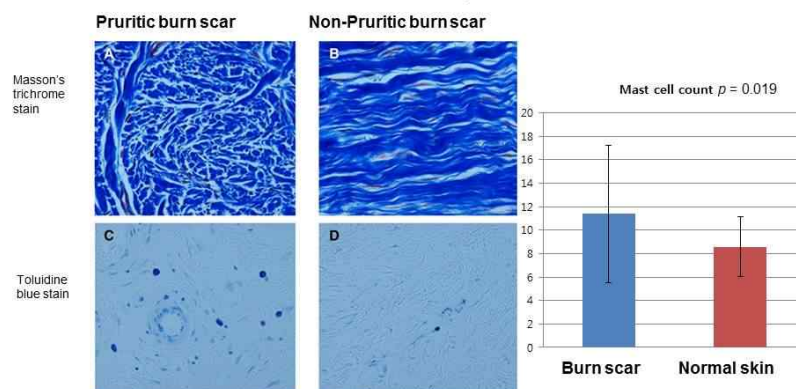 Pruritic burn scar
Non-Pruritic burn scar
Masson's
trichrome
stain
A
B
Toluidine
blue stain
C
D
Mast cell count p = 0.019
20
18
16
14
12
10
8
6
4
2
0
Burn scar
Normal skin